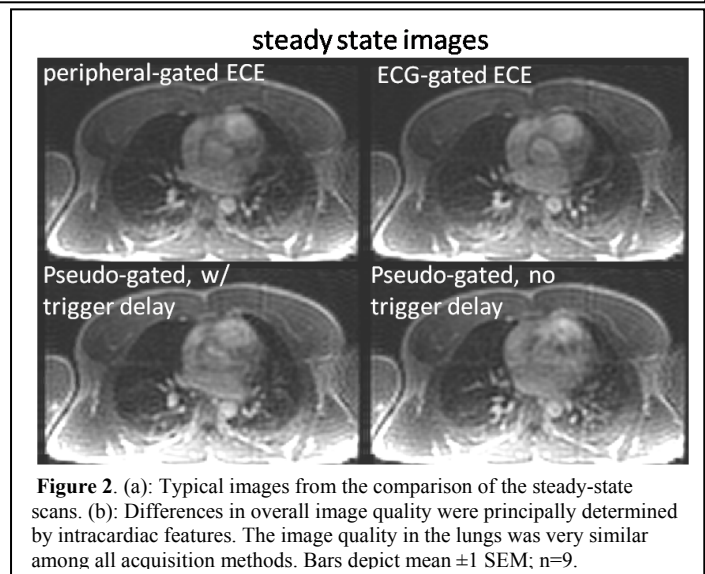 steady state images
peripheral-gated ECE
ECG-gated ECE
Pseudo-gated, w/
trigger delay
Pseudo-gated, no
trigger delay
Figure 2. (a): Typical images from the comparison of the steady-state
scans. (b): Differences in overall image quality were principally determined
by intracardiac features. The image quality in the lungs was very similar
among all acquisition methods. Bars depict mean ±1 SEM; n=9.